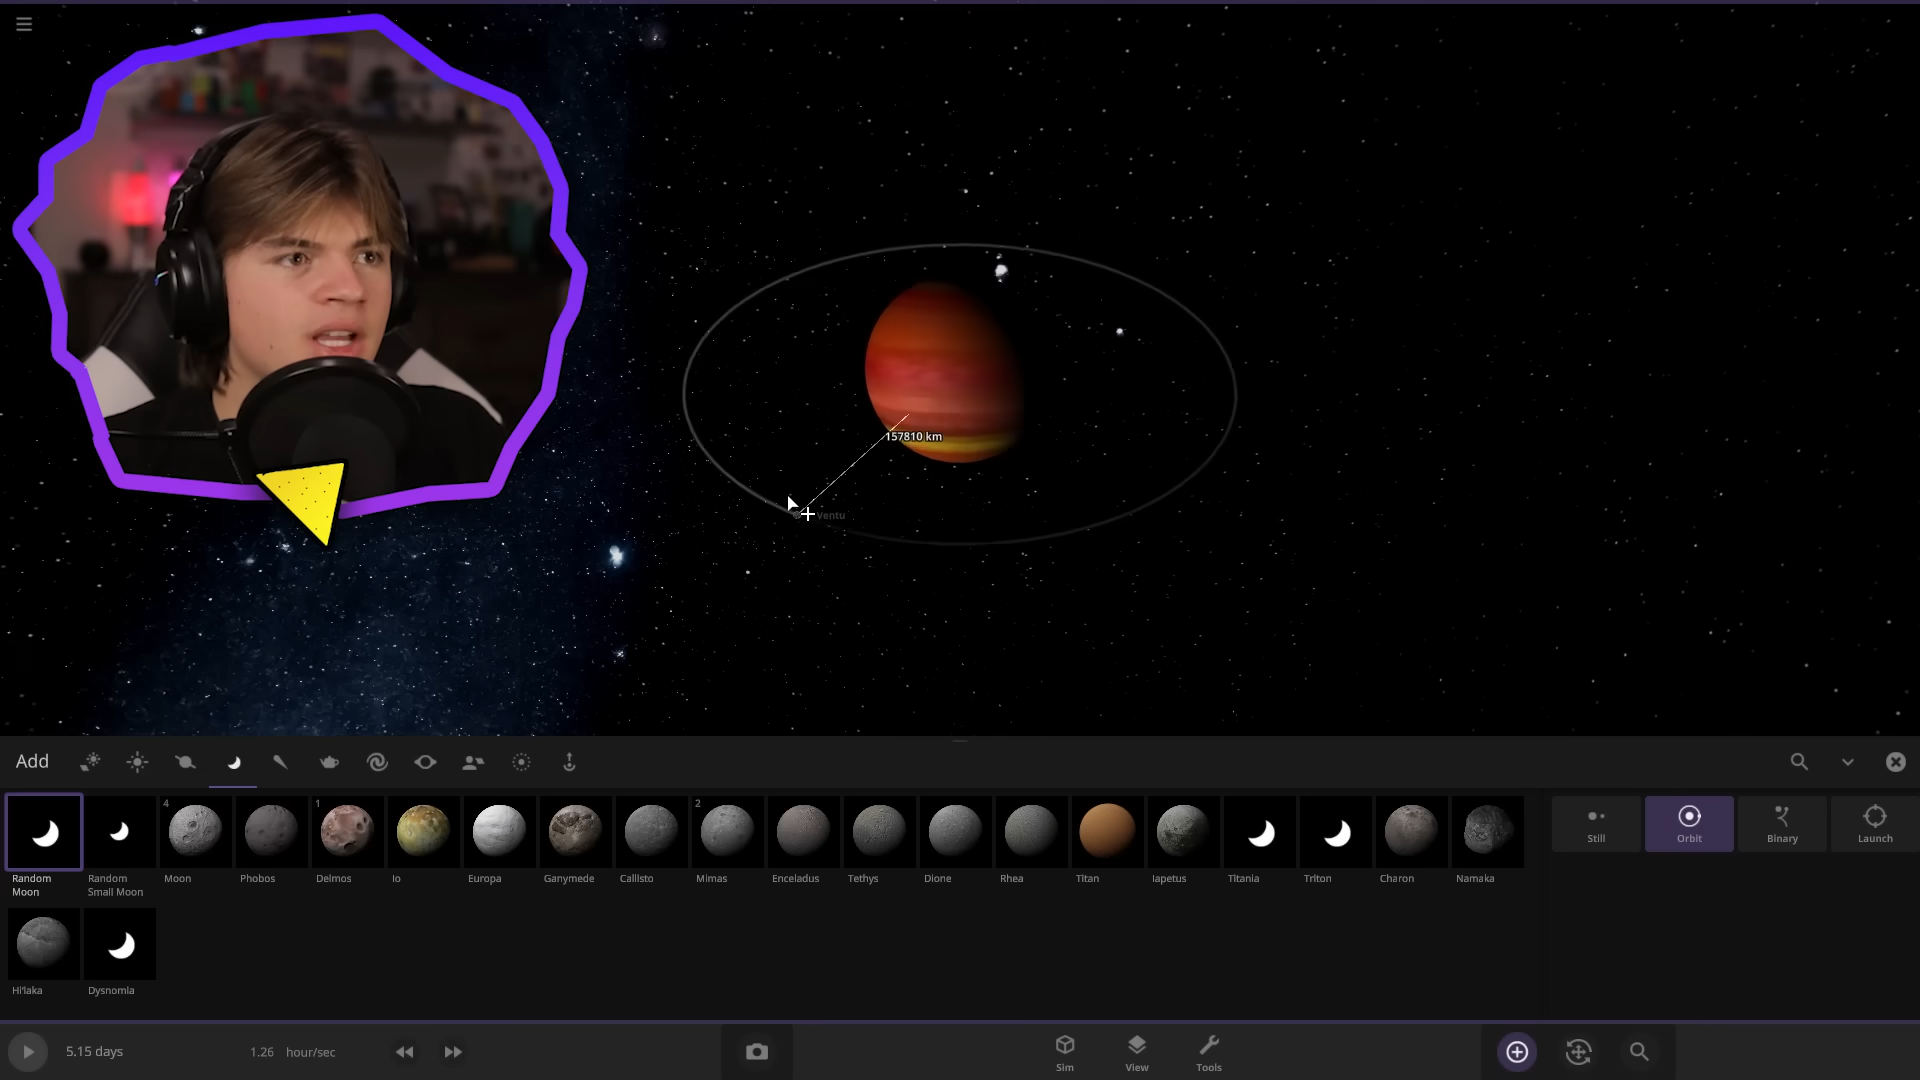 157810 km
Ventu
Add
4
1
2
Random
Moon
Random
Small Moon
Moon
Phobos
Deimos
Io
Europa
Ganymede
Callisto
Mimas
Enceladus
Tethys
Dione
Rhea
Titan
Iapetus
Titania
Triton
Charon
Namaka
Still
Orbit
Binary
Launch
Hi'iaka
Dysnomia
5.15 days
1.26 hour/sec
Sim
View
Tools